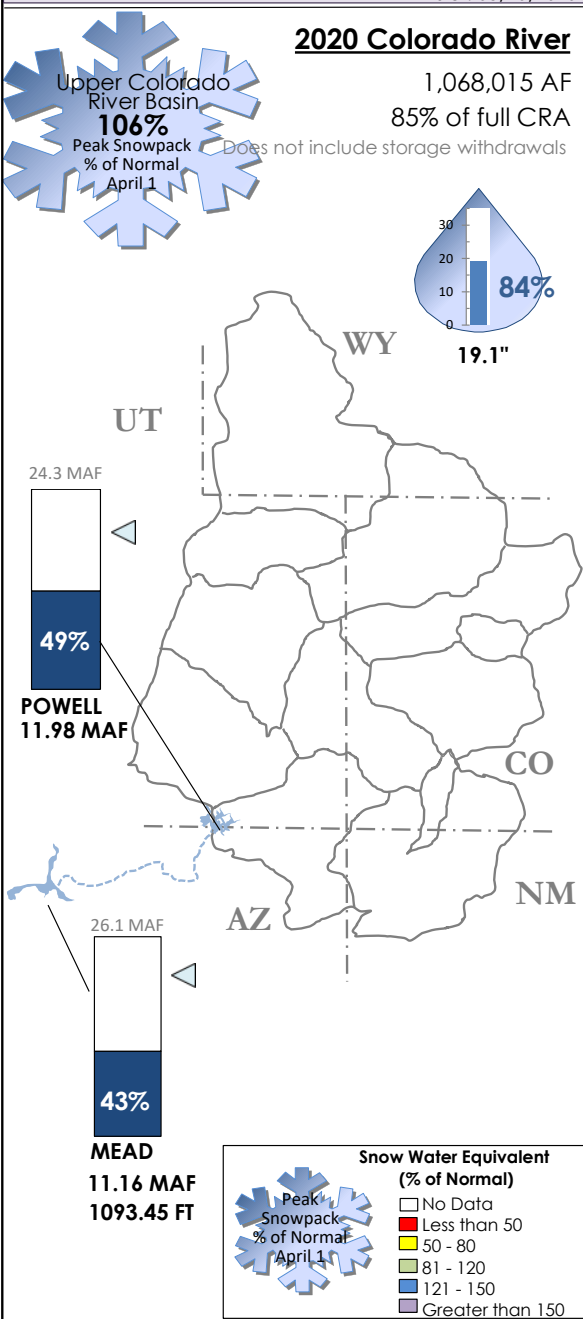 2020 Colorado River
Upper Colorado
River Basin
106%
Peak Snowpack
% of Normal
April 1
1,068,015 AF
85% of full CRA
Does not include storage withdrawals
30
20
10
0
84%
19.1"
WY
UT
24.3 MAF
49%
POWELL
11.98 MAF
CO
NM
AZ
26.1 MAF
43%
MEAD
11.16 MAF
1093.45 FT
Peak
Snowpack
% of Normal
April 1
Snow Water Equivalent
(% of Normal)
No Data
Less than 50
50 - 80
81 - 120
121 - 150
Greater than 150